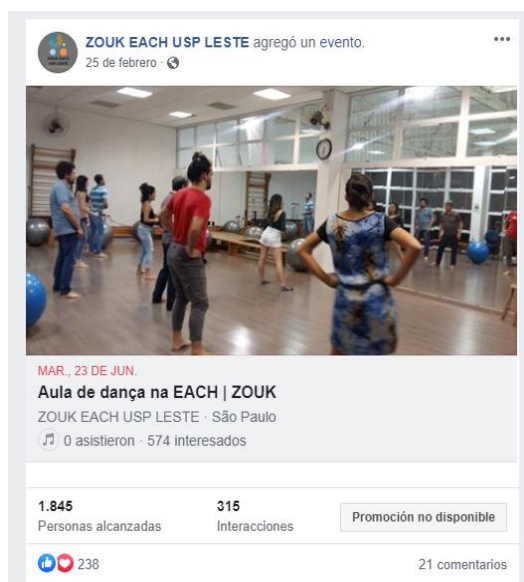 ZOUK EACH USP LESTE agregó un evento.
25 de febrero ·
MAR., 23 DE JUN.
Aula de dança na EACH | ZOUK
ZOUK EACH USP LESTE · São Paulo
0 asistieron · 574 interesados
1.845
Personas alcanzadas
315
Interacciones
Promoción no disponible
238
21 comentarios